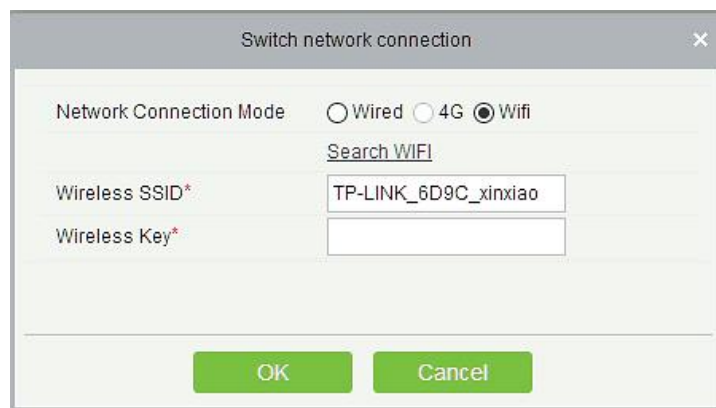 Switch network connection ×
Network Connection Mode Wired 4G Wifi
Search WIFI
Wireless SSID* TP-LINK_6D9C_xinxiao
Wireless Key*
OK Cancel